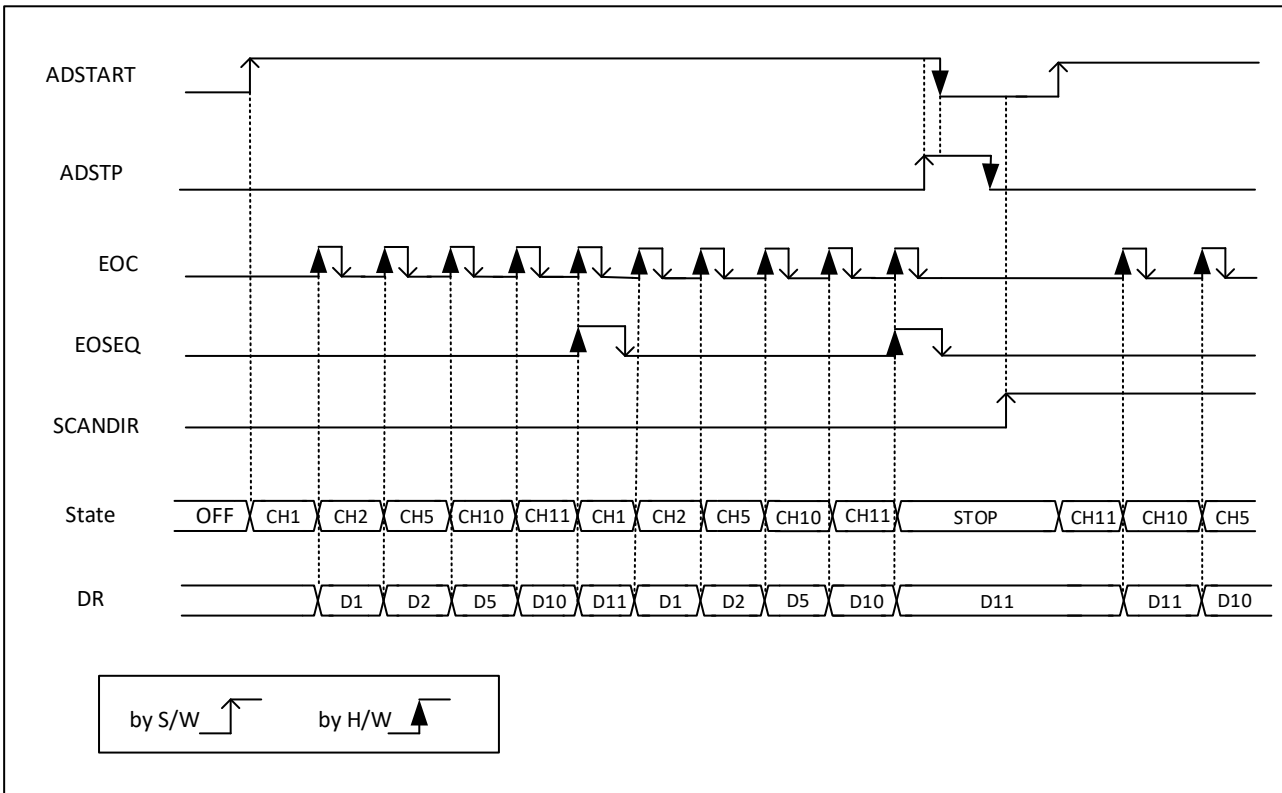 ADSTART
ADSTP
EOC
EOSEQ
SCANDIR
State OFF CH1 CH2 CH5 CH10 CH11 CH1 CH2 CH5 CH10 CH11 STOP CH11 CH10 CH5
DR D1 D2 D5 D10 D11 D1 D2 D5 D10 D11 D11 D10
by S/W by H/W